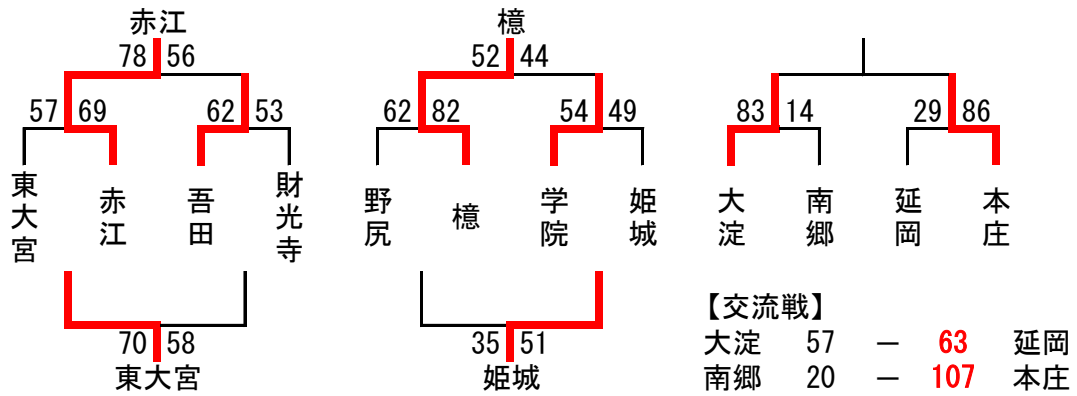 赤江
78 56
57 69 62 53
東大宮 赤江 吾田 財光寺
70 58
東大宮
檍
52 44
62 82 54 49
野尻 檍 学院 姫城
35 51
姫城
83 14 29 86
大淀 南郷 延岡 本庄
【交流戦】
大淀 57 － 63 延岡
南郷 20 － 107 本庄